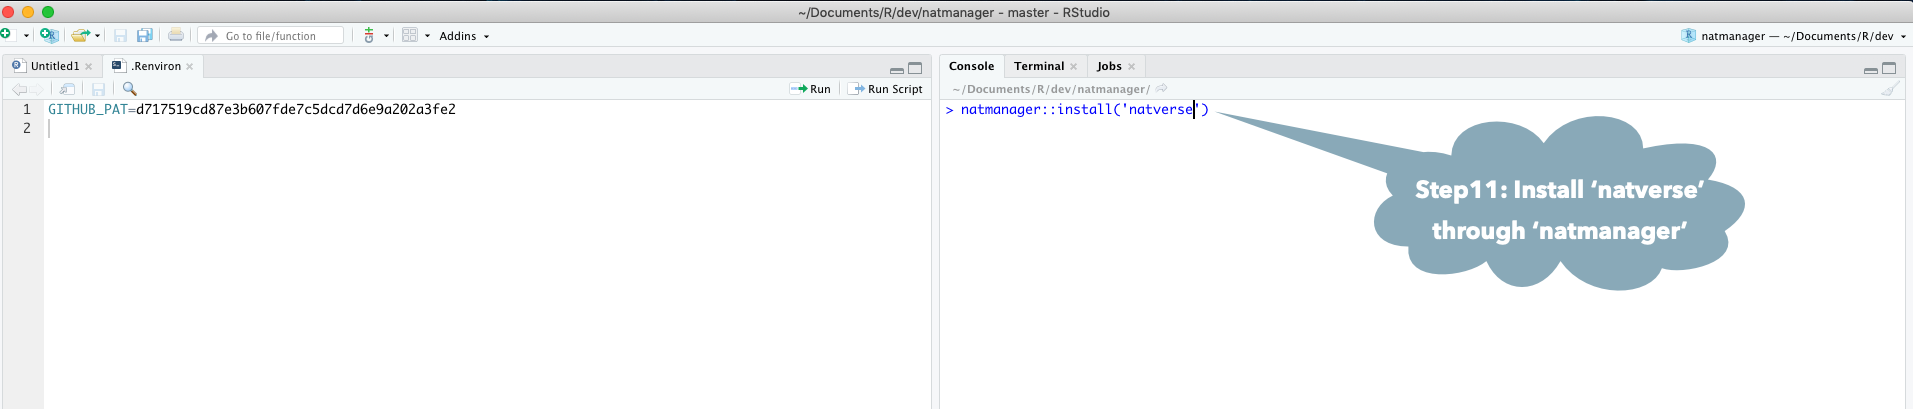 ~/Documents/R/dev/natmanager - master - RStudio
Go to file/function
Addins
natmanager — ~/Documents/R/dev
Untitled1
.Renviron
Run
Run Script
1 GITHUB_PAT=d717519cd87e3b607fde7c5dcd7d6e9a202a3fe2
2
Console
Terminal
Jobs
~/Documents/R/dev/natmanager/
> natmanager::install('natverse')
Step11: Install ‘natverse’
through ‘natmanager’